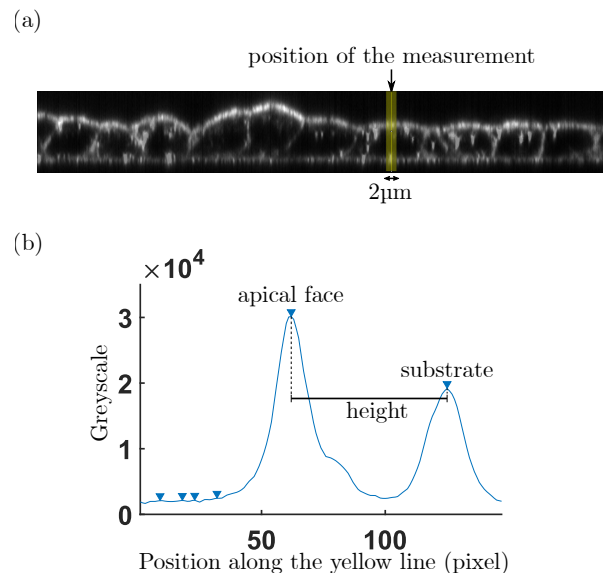 (a)
position of the measurement
2µm
(b)
×10⁴
apical face
3
substrate
2
height
1
0
50
100
Greyscale
Position along the yellow line (pixel)